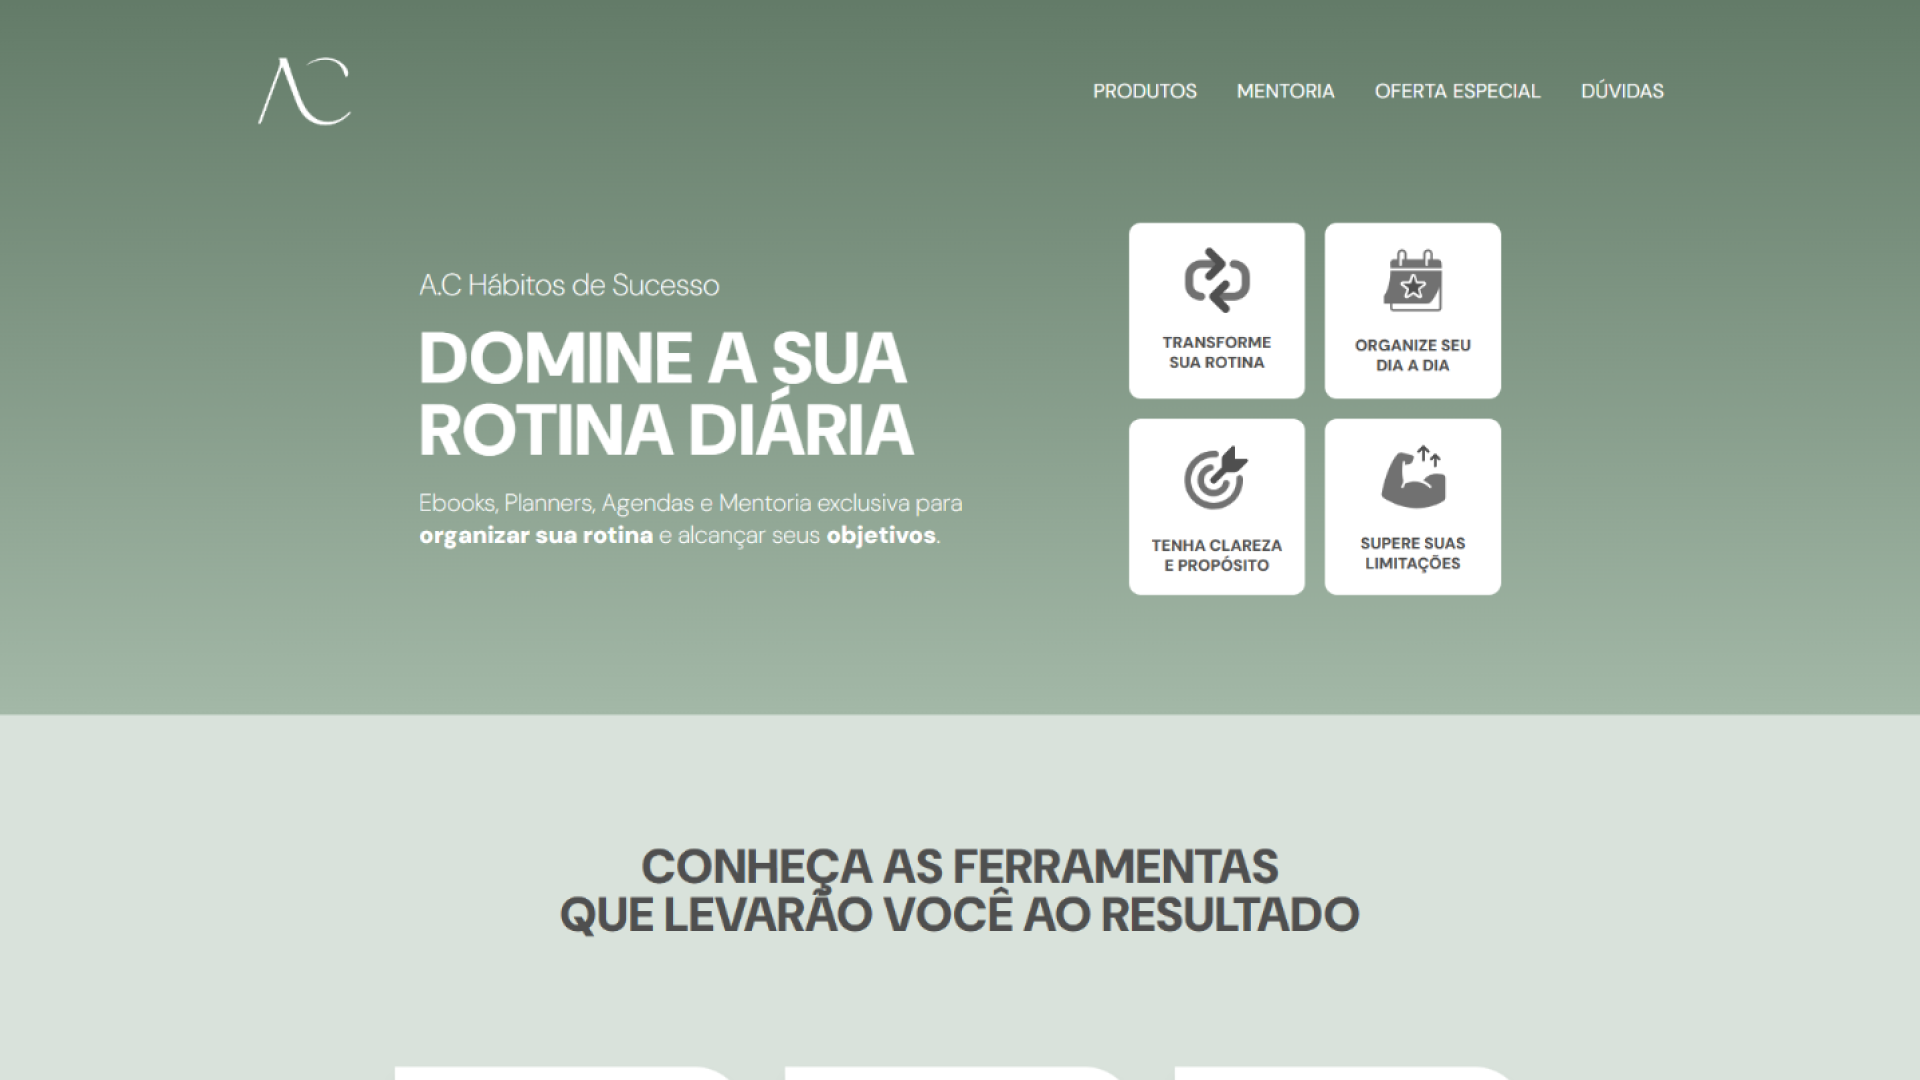 AC
PRODUTOS
MENTORIA
OFERTA ESPECIAL
DÚVIDAS
A.C Hábitos de Sucesso
DOMINE A SUA
ROTINA DIÁRIA
Ebooks, Planners, Agendas e Mentoria exclusiva para
organizar sua rotina e alcançar seus objetivos.
TRANSFORME
SUA ROTINA
ORGANIZE SEU
DIA A DIA
TENHA CLAREZA
E PROPÓSITO
SUPERE SUAS
LIMITAÇÕES
CONHEÇA AS FERRAMENTAS
QUE LEVARÃO VOCÊ AO RESULTADO